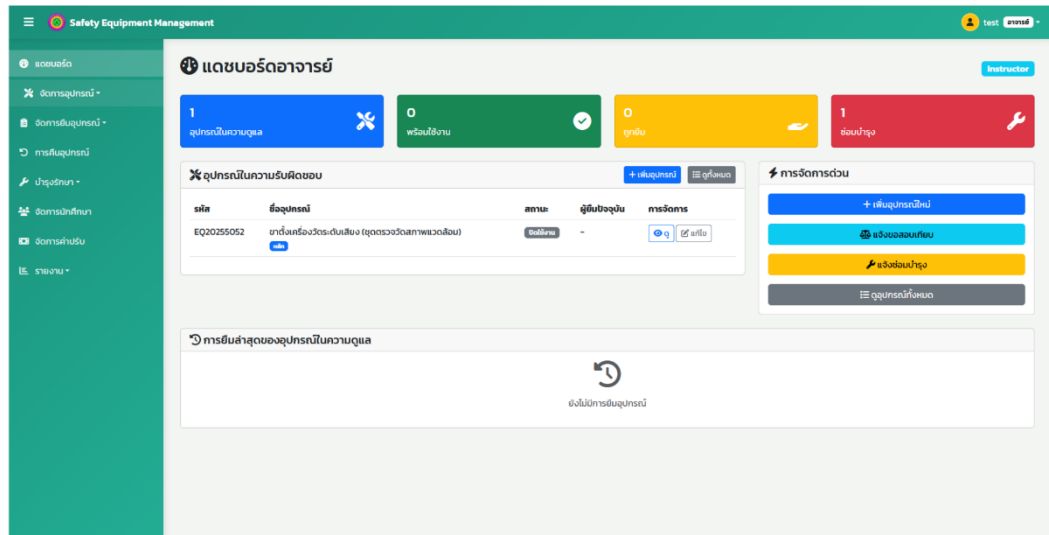 Safety Equipment Management
test อาจารย์
แดชบอร์ด
จัดการอุปกรณ์
จัดการยืมอุปกรณ์
การคืนอุปกรณ์
บำรุงรักษา
จัดการนักศึกษา
จัดการค่าปรับ
รายงาน
แดชบอร์ดอาจารย์
Instructor
1
อุปกรณ์ในความดูแล
0
พร้อมใช้งาน
0
ถูกยืม
1
ซ่อมบำรุง
อุปกรณ์ในความรับผิดชอบ
+ เพิ่มอุปกรณ์
ดูทั้งหมด
รหัส ชื่ออุปกรณ์ สถานะ ผู้ยืมปัจจุบัน การจัดการ
EQ20255052 ขาตั้งเครื่องวัดระดับเสียง (ชุดตรวจวัดสภาพแวดล้อม) ปิดใช้งาน - ดู แก้ไข
หลัก
การจัดการด่วน
+ เพิ่มอุปกรณ์ใหม่
แจ้งขอสอบเทียบ
แจ้งซ่อมบำรุง
ดูอุปกรณ์ทั้งหมด
การยืมล่าสุดของอุปกรณ์ในความดูแล
ยังไม่มีการยืมอุปกรณ์